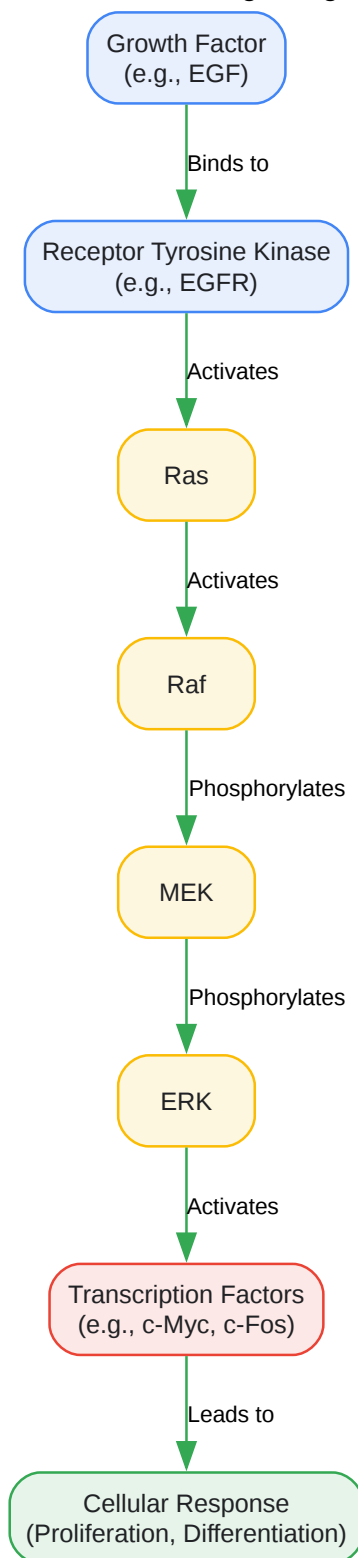 Growth Factor
(e.g., EGF)
Binds to
Receptor Tyrosine Kinase
(e.g., EGFR)
Activates
Ras
Activates
Raf
Phosphorylates
MEK
Phosphorylates
ERK
Activates
Transcription Factors
(e.g., c-Myc, c-Fos)
Leads to
Cellular Response
(Proliferation, Differentiation)